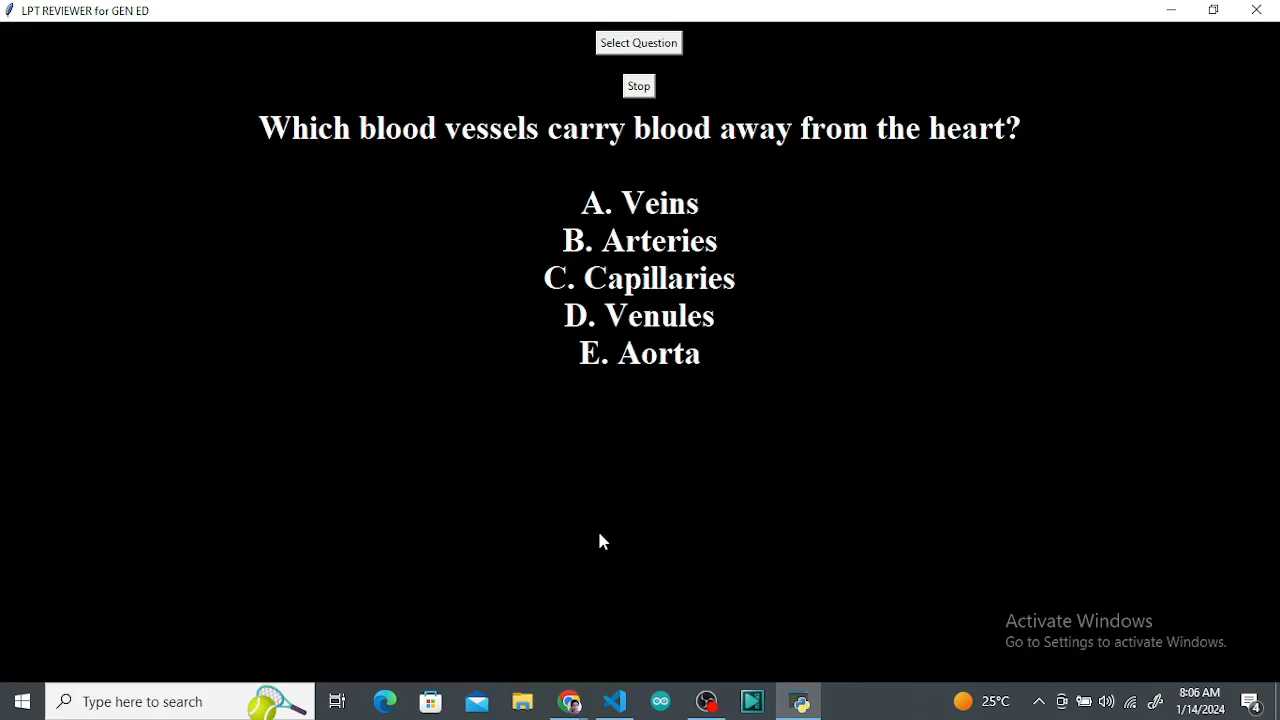 LPT REVIEWER for GEN ED
Select Question
Stop
Which blood vessels carry blood away from the heart?
A. Veins
B. Arteries
C. Capillaries
D. Venules
E. Aorta
Activate Windows
Go to Settings to activate Windows.
Type here to search
25°C
8:06 AM
1/14/2024
4